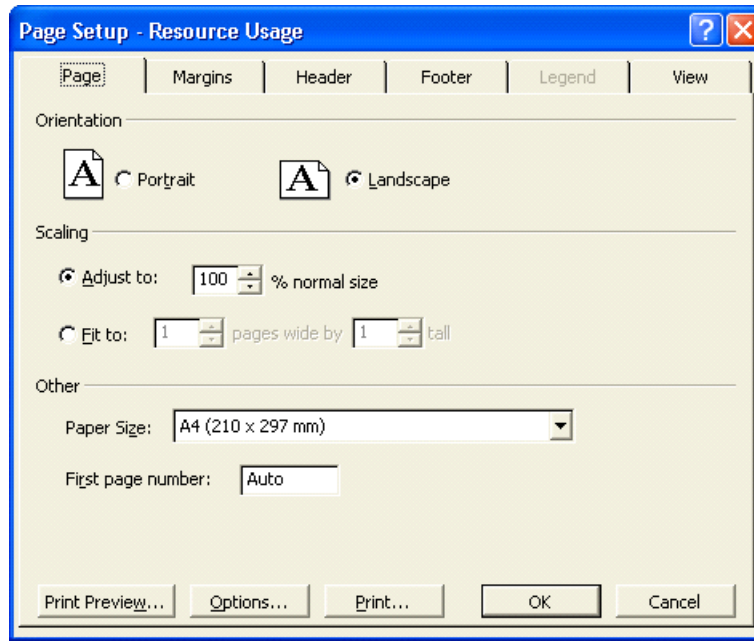 Page Setup - Resource Usage
Page Margins Header Footer Legend View
Orientation
A Portrait A Landscape
Scaling
Adjust to: 100 % normal size
Fit to: 1 pages wide by 1 tall
Other
Paper Size: A4 (210 x 297 mm)
First page number: Auto
Print Preview... Options... Print... OK Cancel